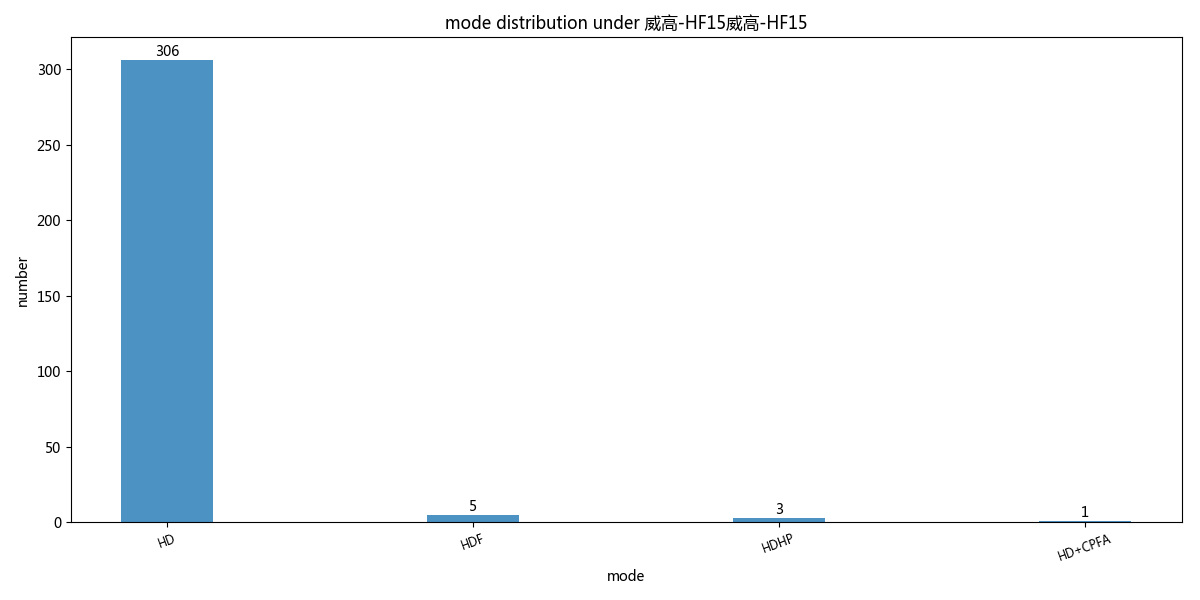 mode distribution under 威高-HF15威高-HF15
306
300
250
200
150
100
50
0
number
5
3
1
HD
HDF
HDHP
HD+CPFA
mode